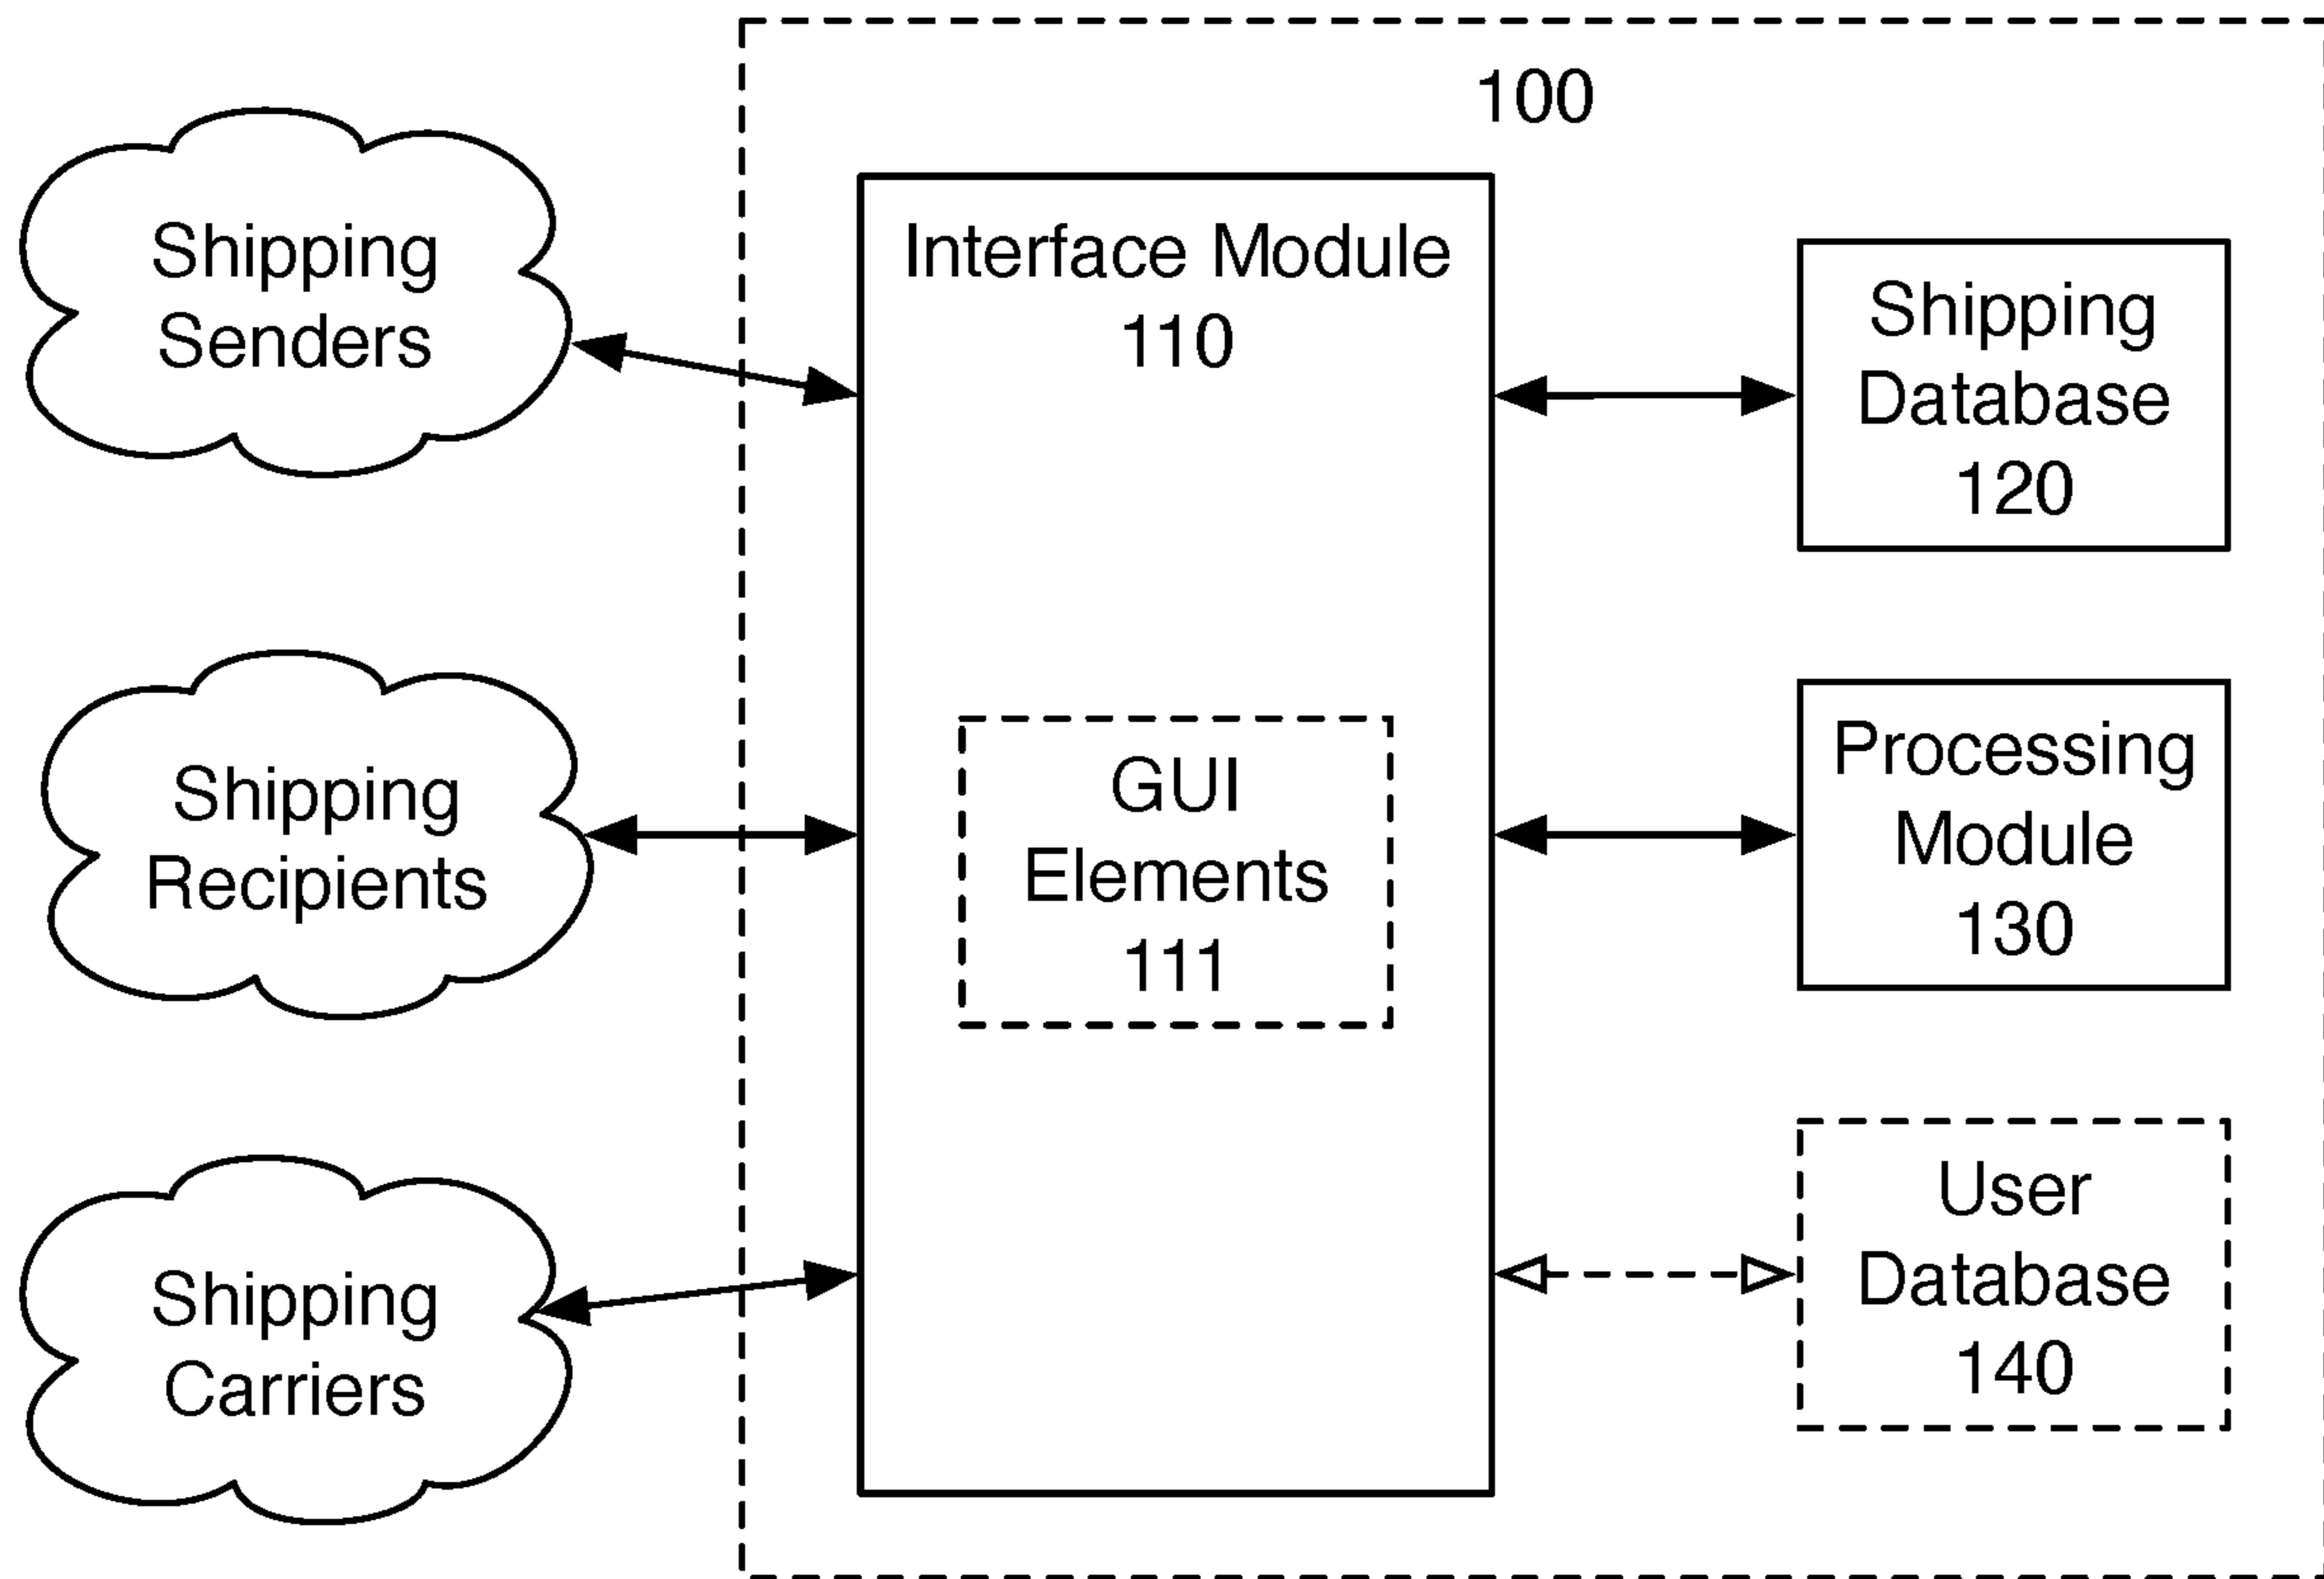 100
Shipping
Senders
Interface Module
110
Shipping
Database
120
Shipping
Recipients
GUI
Elements
111
Processing
Module
130
Shipping
Carriers
User
Database
140